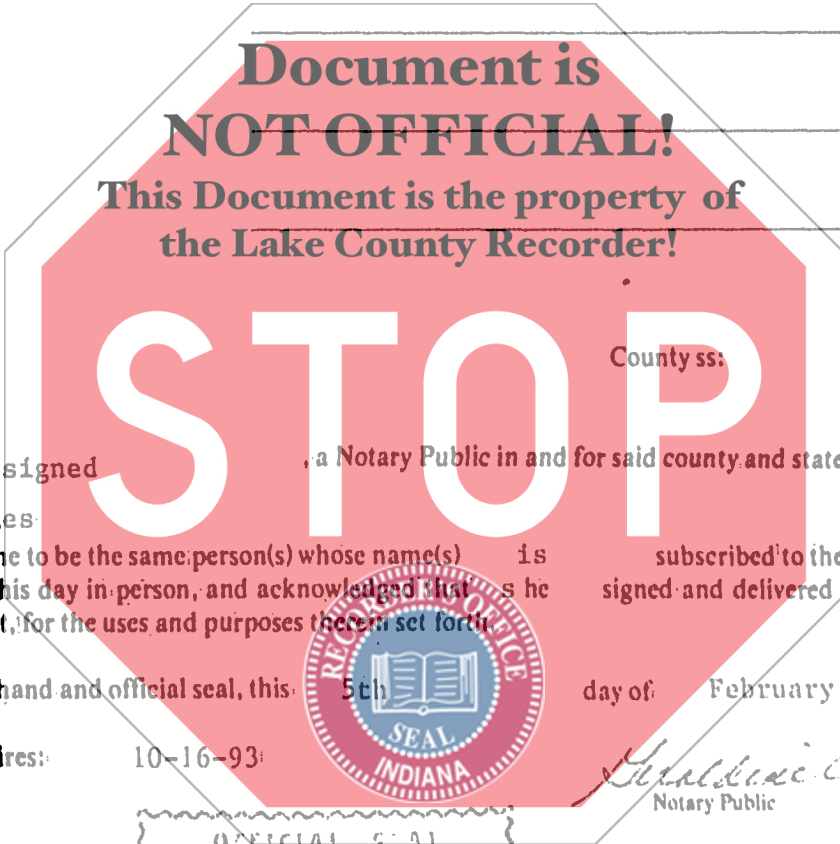 Document is
NOT OFFICIAL!
This Document is the property of
the Lake County Recorder!
STOP
County ss:
signed , a Notary Public in and for said county and state
es
e to be the same person(s) whose name(s) is subscribed to the
his day in person, and acknowledged that s he signed and delivered
t, for the uses and purposes therein set forth.
RECORDER'S OFFICE
hand and official seal, this 5th day of February
SEAL
INDIANA
ires: 10-16-93
Geraldine
Notary Public
OFFICIAL SEAL